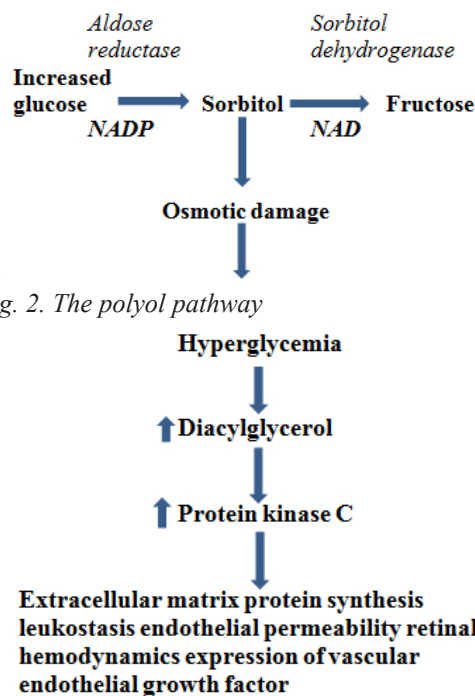 Aldose reductase
Sorbitol dehydrogenase
Increased glucose
Sorbitol
Fructose
NADP
NAD
Osmotic damage
g. 2. The polyol pathway
Hyperglycemia
Diacylglycerol
Protein kinase C
Extracellular matrix protein synthesis
leukostasis endothelial permeability retinal
hemodynamics expression of vascular
endothelial growth factor